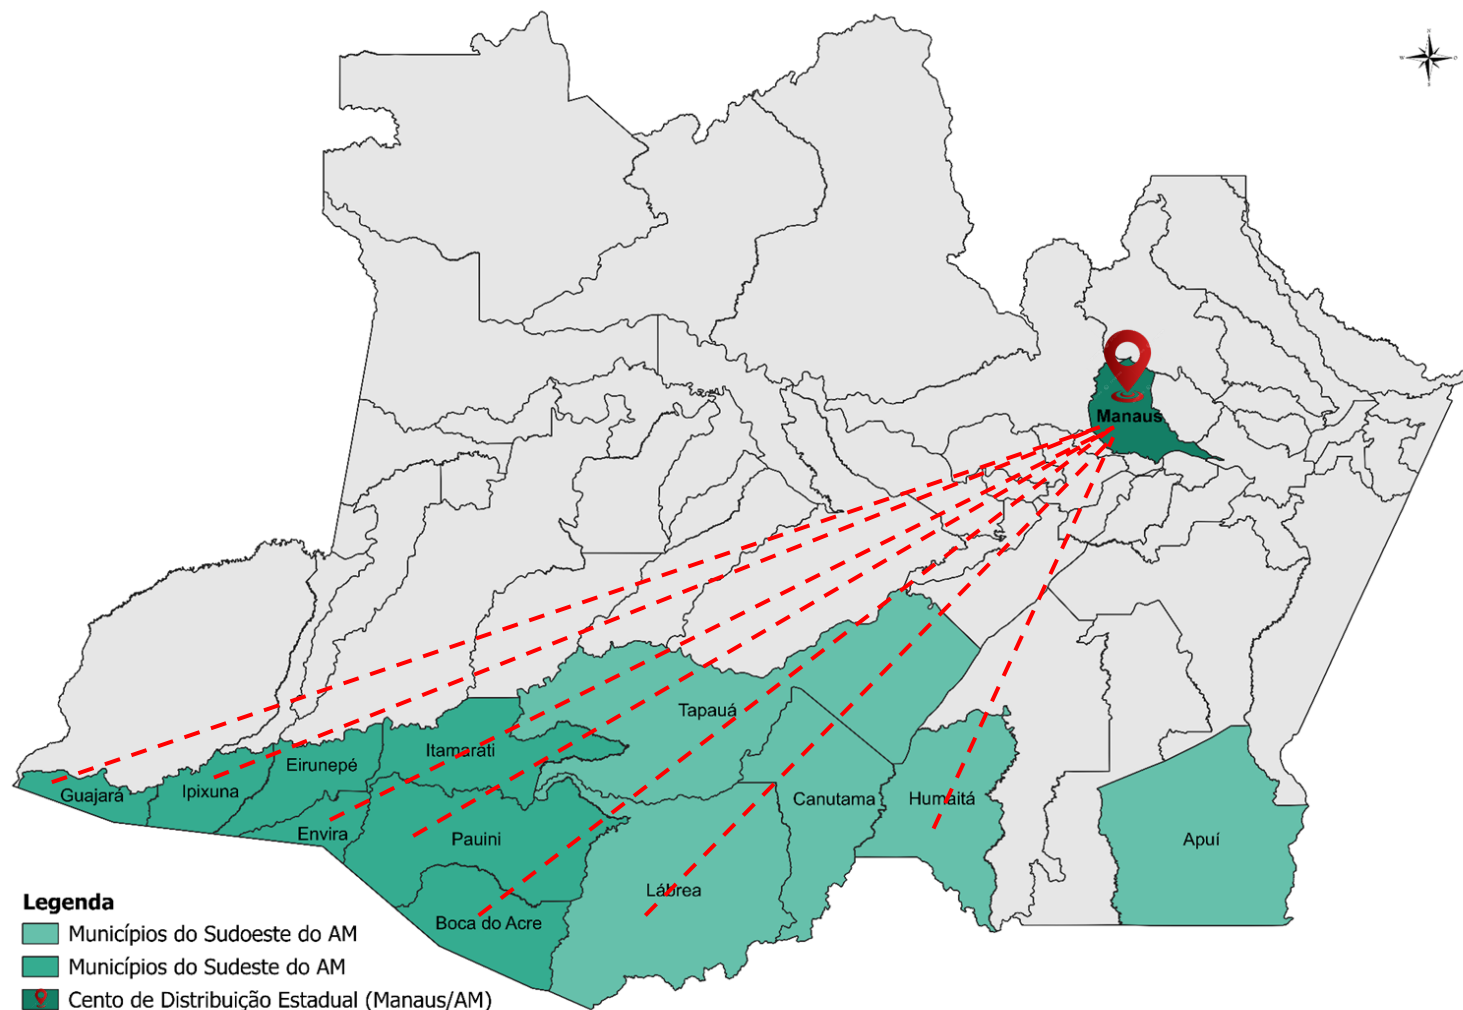 Manaus
Tapauá
Itamarati
Eirunepé
Guajará
Ipixuna
Canutama
Humaitá
Envira
Pauini
Apuí
Lábrea
Boca do Acre
Legenda
Municípios do Sudoeste do AM
Municípios do Sudeste do AM
Cento de Distribuição Estadual (Manaus/AM)